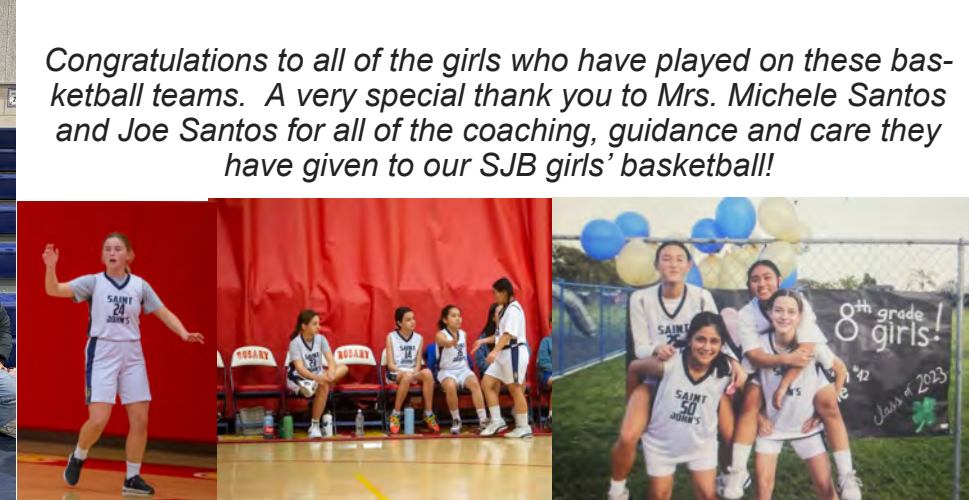 Congratulations to all of the girls who have played on these bas-
ketball teams.  A very special thank you to Mrs. Michele Santos
and Joe Santos for all of the coaching, guidance and care they
have given to our SJB girls' basketball!
SAINT
24
JOHN'S
ROSARY
ROSARY
SAINT
SAINT
50
JOHN'S
SAINT
8th grade
girls!
#12
class of 2023